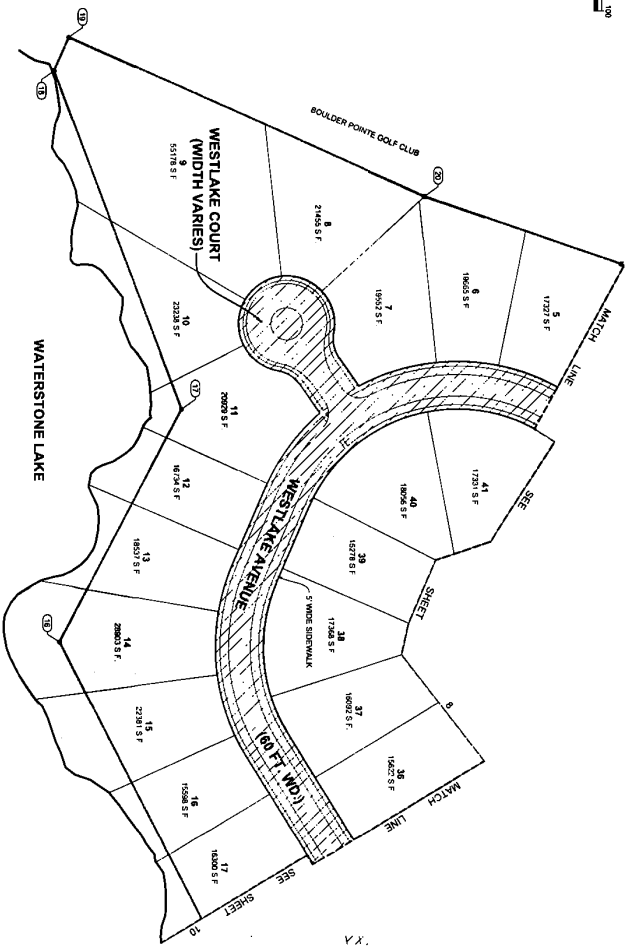 100
19
18
BOULDER POINTE GOLF CLUB
20
WESTLAKE COURT
(WIDTH VARIES)
9
55178 S F
8
21455 S F.
7
19552 S F
6
19665 S F
5
17327 S F
MATCH
LINE
SEE
SHEET
8
MATCH
LINE
SEE
SHEET
10
10
23238 S F
17
11
20929 S F
12
16734 S F
13
18537 S F
14
28903 S F.
15
22381 S F
16
15598 S F
17
16300 S F
16
WATERSTONE LAKE
WESTLAKE AVENUE
(60 FT. WD.)
5' WIDE SIDEWALK
41
17331 S F
40
18056 S F
39
15278 S F
38
17368 S F
37
16092 S F.
36